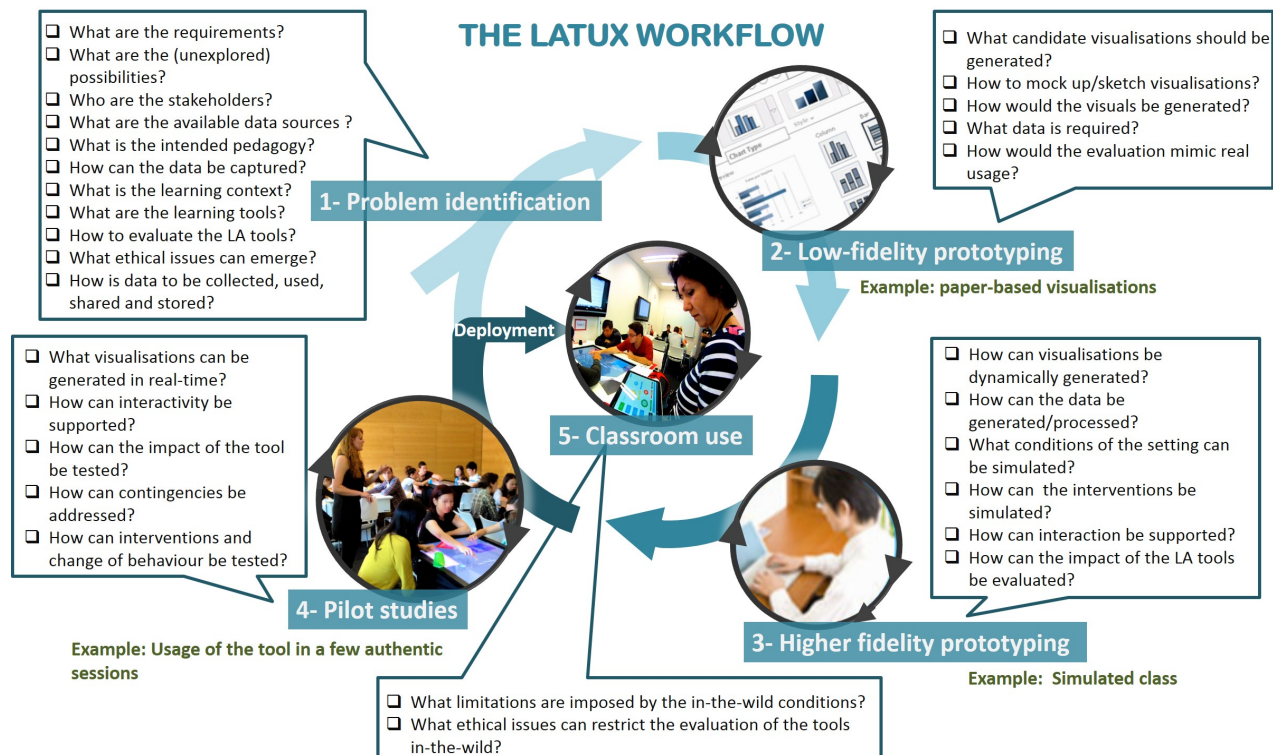 THE LATUX WORKFLOW
☐ What are the requirements?
☐ What are the (unexplored)
possibilities?
☐ Who are the stakeholders?
☐ What are the available data sources ?
☐ What is the intended pedagogy?
☐ How can the data be captured?
☐ What is the learning context?
☐ What are the learning tools?
☐ How to evaluate the LA tools?
☐ What ethical issues can emerge?
☐ How is data to be collected, used,
shared and stored?
1- Problem identification
☐ What candidate visualisations should be
generated?
☐ How to mock up/sketch visualisations?
☐ How would the visuals be generated?
☐ What data is required?
☐ How would the evaluation mimic real
usage?
Style
Chart Type
Column
Bar
2- Low-fidelity prototyping
Example: paper-based visualisations
Deployment
☐ What visualisations can be
generated in real-time?
☐ How can interactivity be
supported?
☐ How can the impact of the tool
be tested?
☐ How can contingencies be
addressed?
☐ How can interventions and
change of behaviour be tested?
4- Pilot studies
Example: Usage of the tool in a few authentic
sessions
5- Classroom use
☐ How can visualisations be
dynamically generated?
☐ How can the data be
generated/processed?
☐ What conditions of the setting can
be simulated?
☐ How can the interventions be
simulated?
☐ How can interaction be supported?
☐ How can the impact of the LA tools
be evaluated?
3- Higher fidelity prototyping
Example: Simulated class
☐ What limitations are imposed by the in-the-wild conditions?
☐ What ethical issues can restrict the evaluation of the tools
in-the-wild?